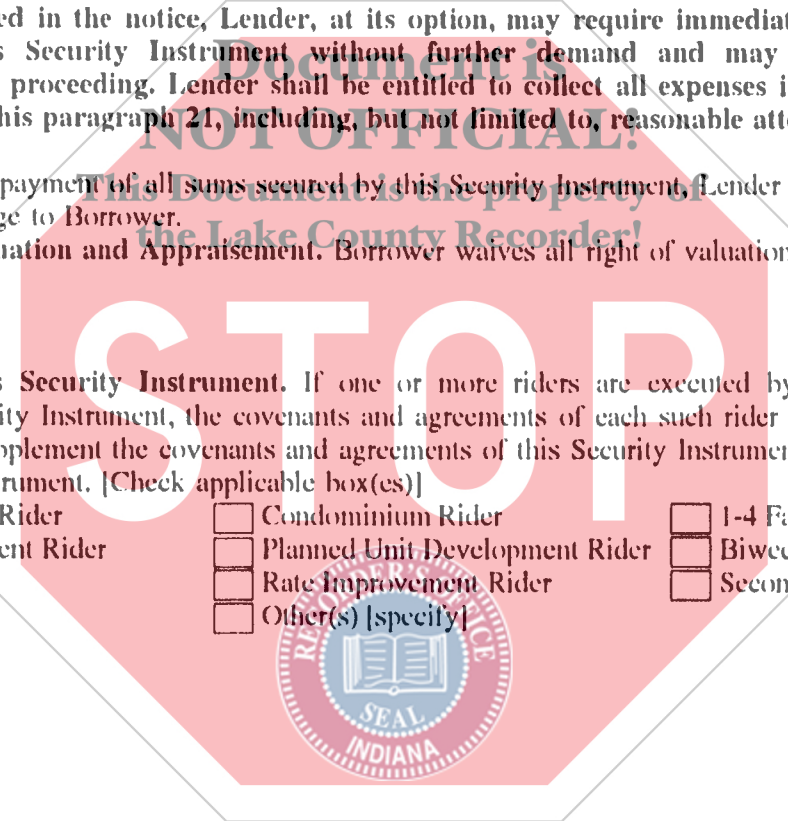 ed in the notice, Lender, at its option, may require immediat
s Security Instrument without further demand and may
Document is
proceeding. Lender shall be entitled to collect all expenses i
his paragraph 21, including, but not limited to, reasonable atto
NOT OFFICIAL!
payment of all sums secured by this Security Instrument, Lender
This Document is the property of
ge to Borrower.
the Lake County Recorder!
nation and Appraisement. Borrower waives all right of valuation
STOP
s Security Instrument. If one or more riders are executed by
ity Instrument, the covenants and agreements of each such rider
pplement the covenants and agreements of this Security Instrumen
rument. [Check applicable box(es)]
Rider Condominium Rider 1-4 Fa
ent Rider Planned Unit Development Rider Biwee
Rate Improvement Rider Secon
Other(s) [specify]
RECORDER'S OFFICE
SEAL
INDIANA